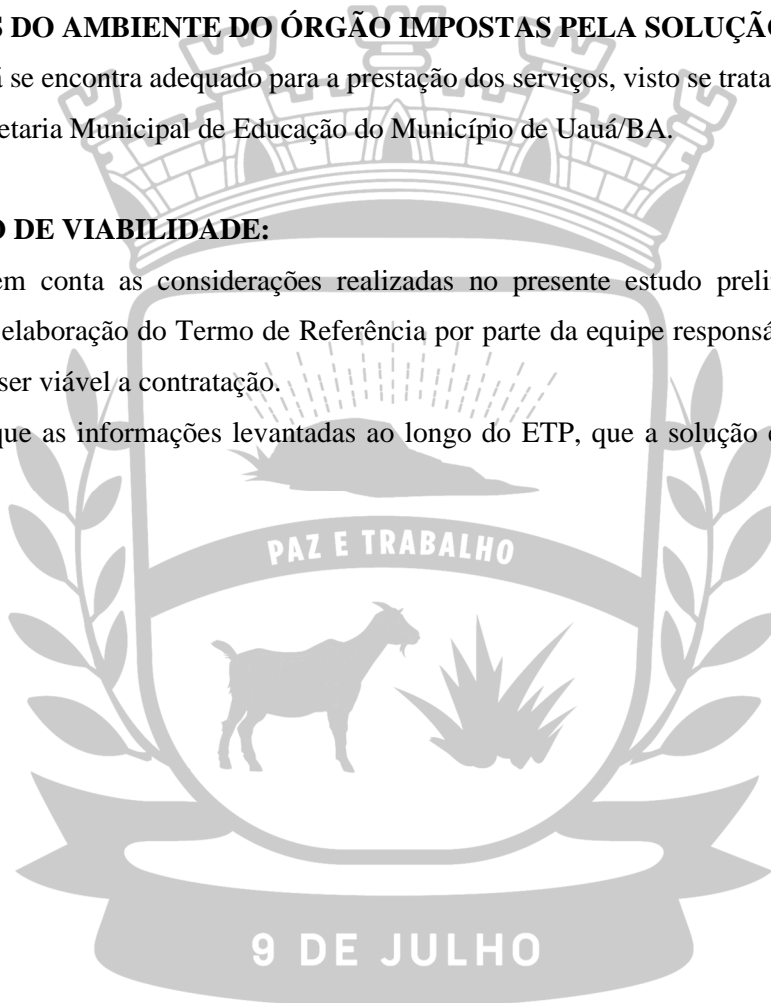 DO AMBIENTE DO ÓRGÃO IMPOSTAS PELA SOLUÇÃO
se encontra adequado para a prestação dos serviços, visto se trata
etaria Municipal de Educação do Município de Uauá/BA.
DE VIABILIDADE:
em conta as considerações realizadas no presente estudo preli
elaboração do Termo de Referência por parte da equipe responsá
ser viável a contratação.
que as informações levantadas ao longo do ETP, que a solução
PAZ E TRABALHO
9 DE JULHO